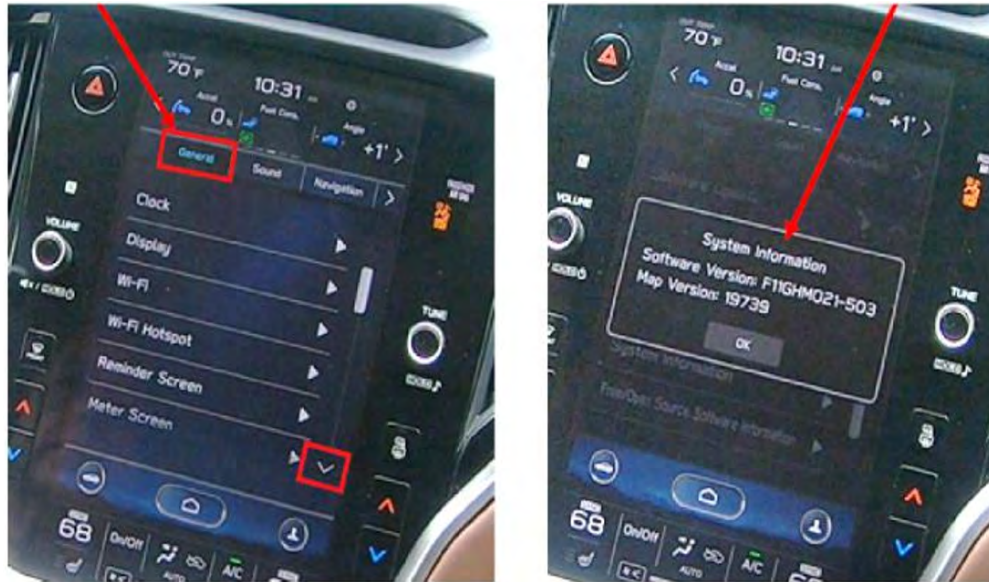 OUT TEMP
70 °F
10:31
Accel
0%
Fuel Cons.
Angle
+1°
General
Sound
Navigation
Clock
Display
Wi-Fi
Wi-Fi Hotspot
Reminder Screen
Meter Screen
VOLUME
TUNE
68
On/Off
AUTO
A/C
70 °F
10:31
Accel
0%
Fuel Cons.
Angle
+1°
System Information
Software Version: F11GHMO21-503
Map Version: 19739
OK
System Information
Free/Open Source Software Information
VOLUME
TUNE
68
On/Off
AUTO
A/C